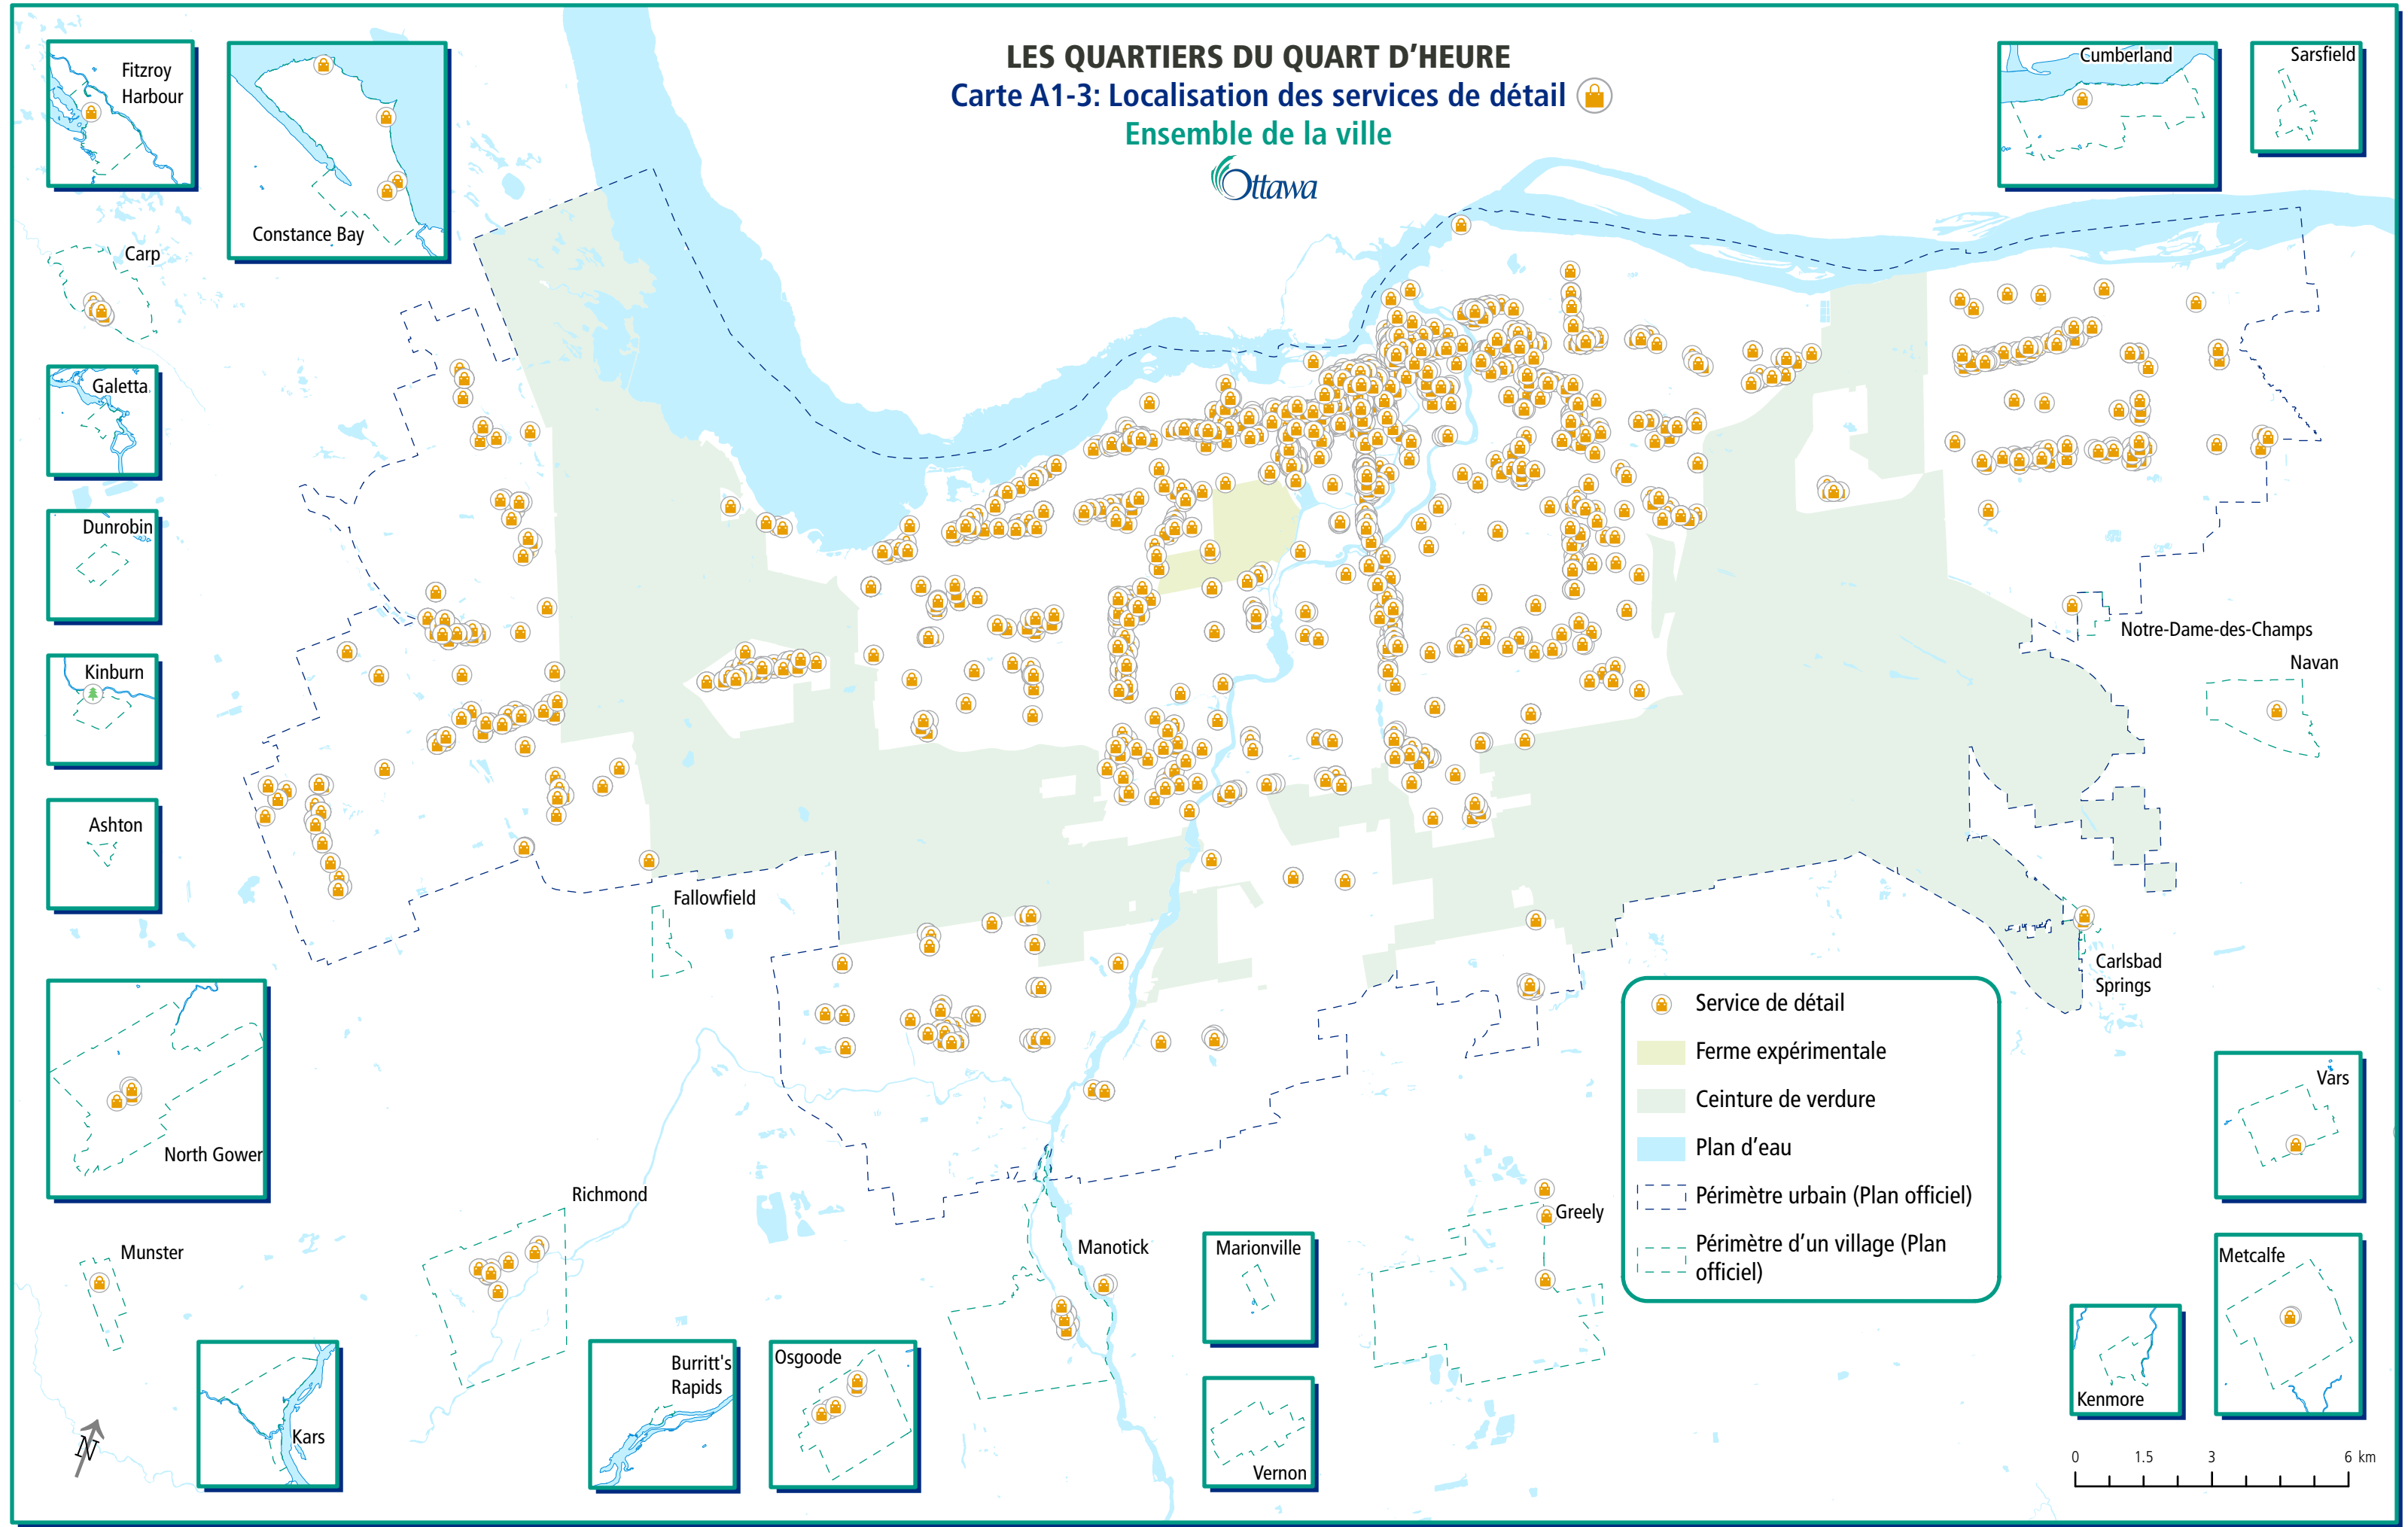 LES QUARTIERS DU QUART D’HEURE
Carte A1-3: Localisation des services de détail
Ensemble de la ville
Ottawa
Fitzroy
Harbour
Constance Bay
Cumberland
Sarsfield
Carp
Galetta
Dunrobin
Kinburn
Ashton
Notre-Dame-des-Champs
Navan
Fallowfield
Carlsbad
Springs
North Gower
Service de détail
Ferme expérimentale
Ceinture de verdure
Plan d’eau
Périmètre urbain (Plan officiel)
Périmètre d’un village (Plan
officiel)
Vars
Richmond
Greely
Munster
Manotick
Marionville
Metcalfe
Kars
Burritt's
Rapids
Osgoode
Vernon
Kenmore
N
0 1.5 3 6 km